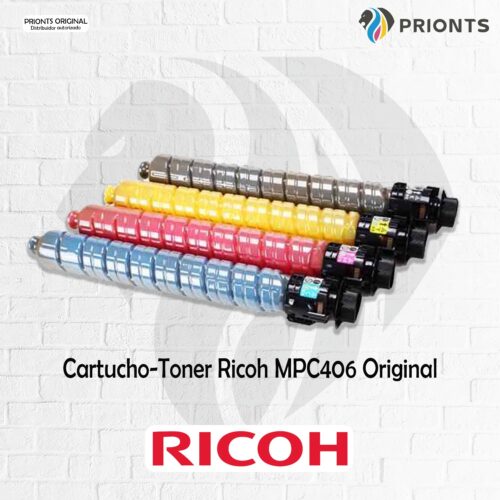 PRIONTS ORIGINAL
Distribuidor autorizado
PRIONTS
Cartucho-Toner Ricoh MPC406 Original
RICOH